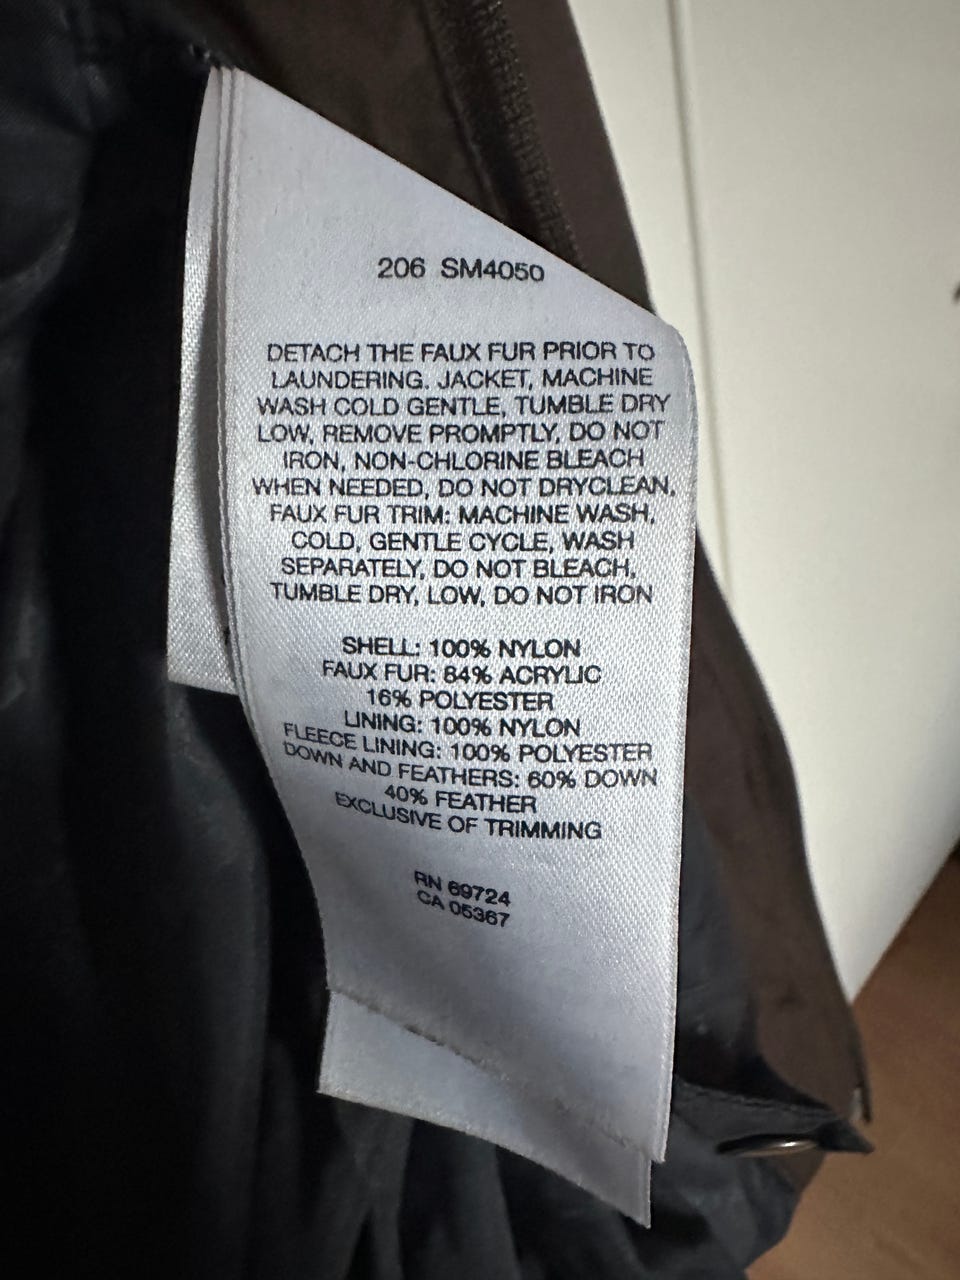 206 SM4050
DETACH THE FAUX FUR PRIOR TO
LAUNDERING. JACKET, MACHINE
WASH COLD GENTLE, TUMBLE DRY
LOW, REMOVE PROMPTLY, DO NOT
IRON, NON-CHLORINE BLEACH
WHEN NEEDED, DO NOT DRYCLEAN.
FAUX FUR TRIM: MACHINE WASH,
COLD, GENTLE CYCLE, WASH
SEPARATELY, DO NOT BLEACH,
TUMBLE DRY, LOW, DO NOT IRON
SHELL: 100% NYLON
FAUX FUR: 84% ACRYLIC
16% POLYESTER
LINING: 100% NYLON
FLEECE LINING: 100% POLYESTER
DOWN AND FEATHERS: 60% DOWN
40% FEATHER
EXCLUSIVE OF TRIMMING
RN 69724
CA 05367